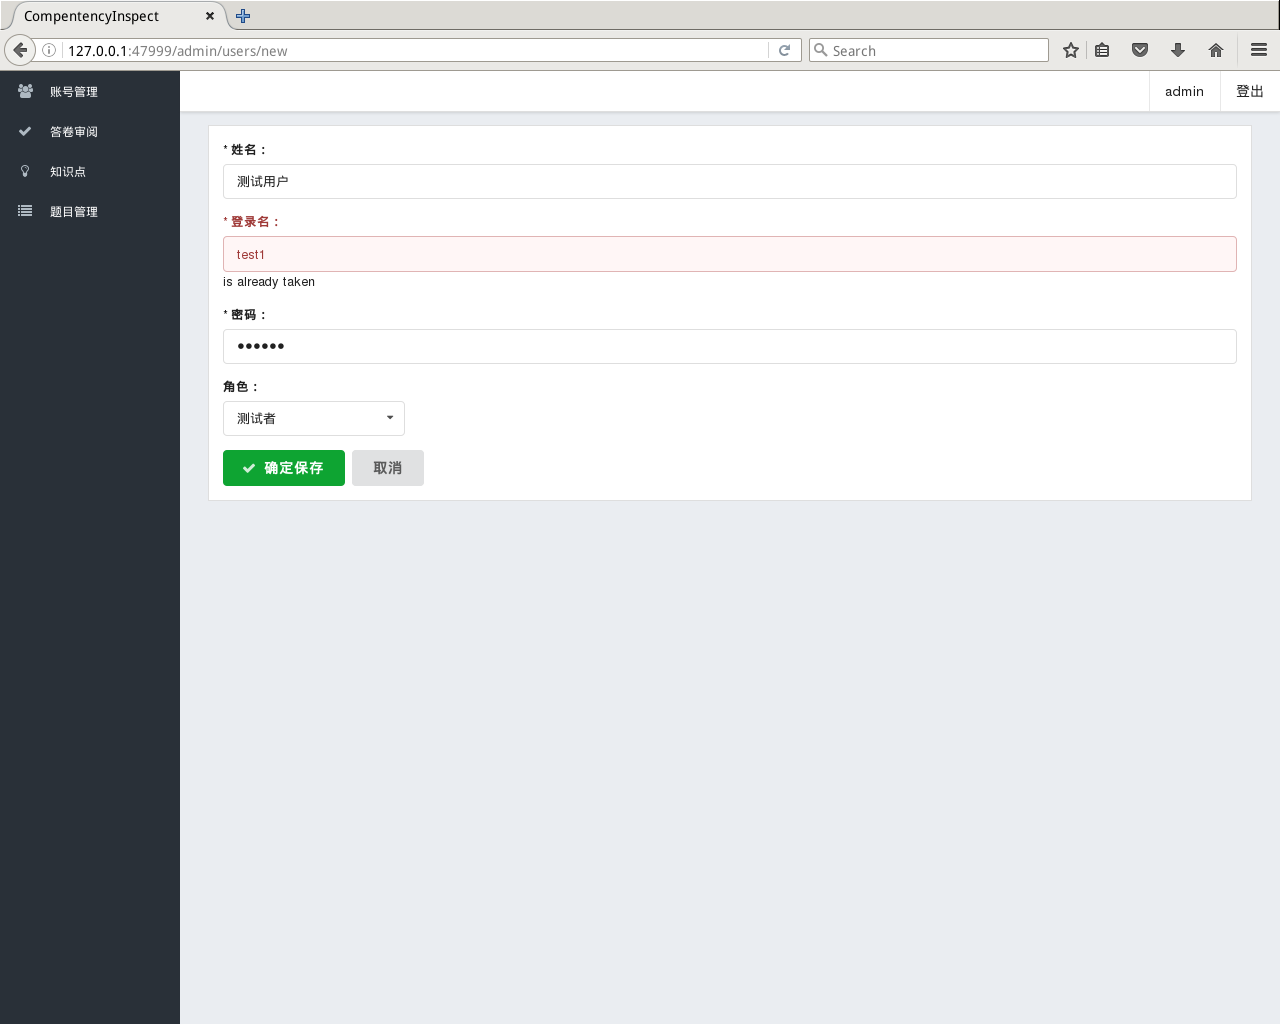 CompentencyInspect
127.0.0.1:47999/admin/users/new
Search
账号管理
答卷审阅
知识点
题目管理
admin
登出
* 姓名：
测试用户
* 登录名：
test1
is already taken
* 密码：
●●●●●●
角色：
测试者
确定保存
取消